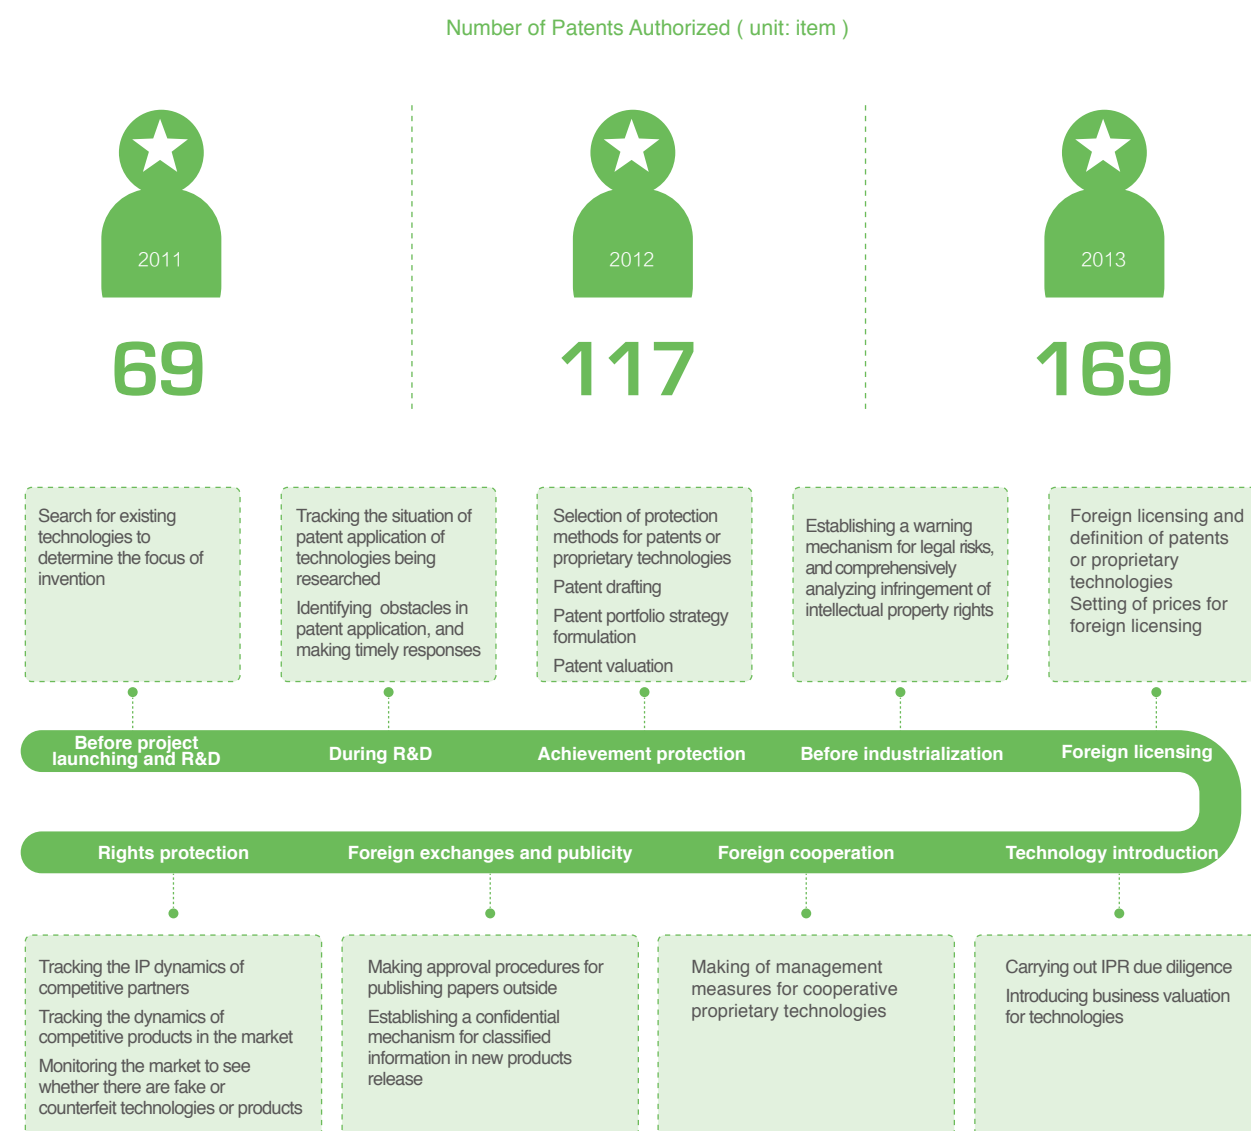 Number of Patents Authorized ( unit: item )
2011
2012
2013
69
117
169
Search for existing
technologies to
determine the focus of
invention
Tracking the situation of
patent application of
technologies being
researched
Identifying obstacles in
patent application, and
making timely responses
Selection of protection
methods for patents or
proprietary technologies
Patent drafting
Patent portfolio strategy
formulation
Patent valuation
Establishing a warning
mechanism for legal risks,
and comprehensively
analyzing infringement of
intellectual property rights
Foreign licensing and
definition of patents
or proprietary
technologies
Setting of prices for
foreign licensing
Before project
launching and R&D
During R&D
Achievement protection
Before industrialization
Foreign licensing
Rights protection
Foreign exchanges and publicity
Foreign cooperation
Technology introduction
Tracking the IP dynamics of
competitive partners
Tracking the dynamics of
competitive products in the market
Monitoring the market to see
whether there are fake or
counterfeit technologies or products
Making approval procedures for
publishing papers outside
Establishing a confidential
mechanism for classified
information in new products
release
Making of management
measures for cooperative
proprietary technologies
Carrying out IPR due diligence
Introducing business valuation
for technologies